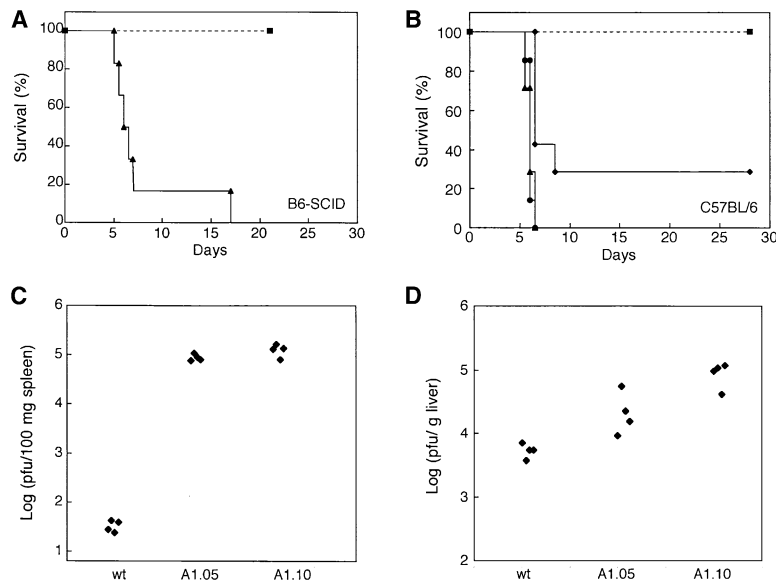 A
Survival (%)
100
80
60
40
20
0
0 5 10 15 20 25 30
B6-SCID
Days
B
Survival (%)
100
80
60
40
20
0
0 5 10 15 20 25 30
C57BL/6
Days
C
Log (pfu/100 mg spleen)
6
5
4
3
2
1
wt A1.05 A1.10
D
Log (pfu/ g liver)
6
5
4
3
2
wt A1.05 A1.10